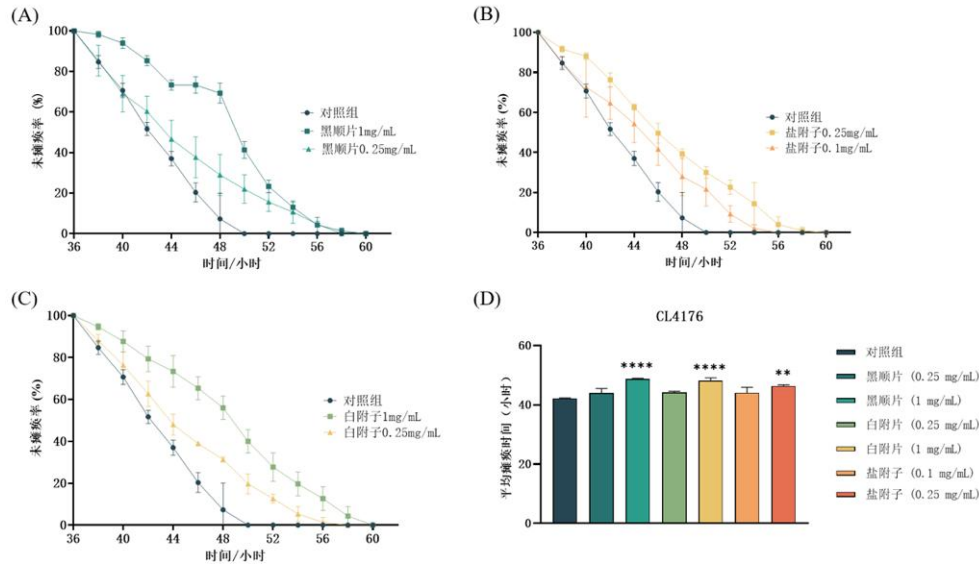 (A)
未瘫痪率 (%)
100
80
60
40
20
0
36 40 44 48 52 56 60
时间/小时
对照组
黑顺片1mg/mL
黑顺片0.25mg/mL
(B)
未瘫痪率(%)
100
80
60
40
20
0
36 40 44 48 52 56 60
时间/小时
对照组
盐附子0.25mg/mL
盐附子0.1mg/mL
(C)
未瘫痪率(%)
100
80
60
40
20
0
36 40 44 48 52 56 60
时间/小时
对照组
白附子1mg/mL
白附子0.25mg/mL
(D)
CL4176
平均瘫痪时间 (小时)
60
40
20
0
**** **** **
对照组
黑顺片 (0.25 mg/mL)
黑顺片 (1 mg/mL)
白附片 (0.25 mg/mL)
白附片 (1 mg/mL)
盐附子 (0.1 mg/mL)
盐附子 (0.25 mg/mL)